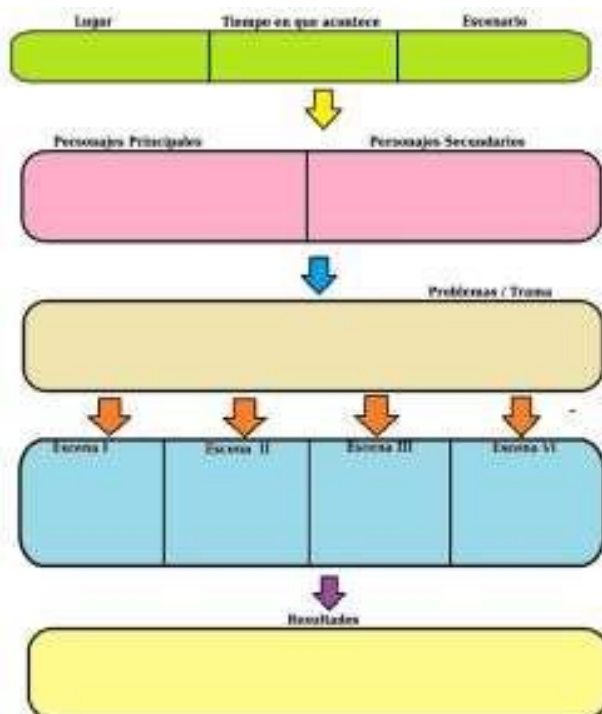 Lugar Tiempo en que acontece Escenario
Personajes Principales Personajes Secundarios
Problemas / Trama
Escena I Escena II Escena III Escena VI
Resultades